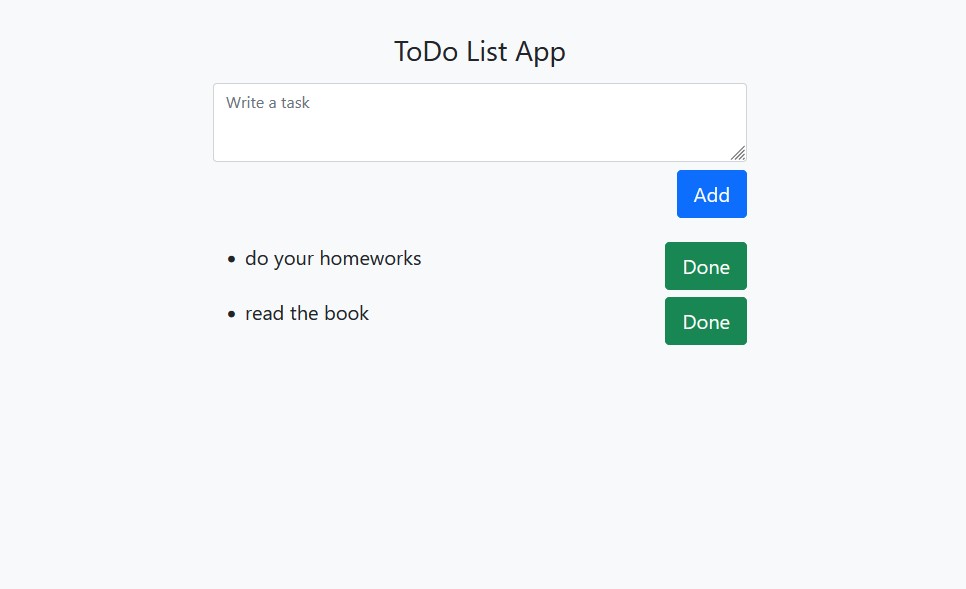 ToDo List App
Write a task
Add
do your homeworks
Done
read the book
Done